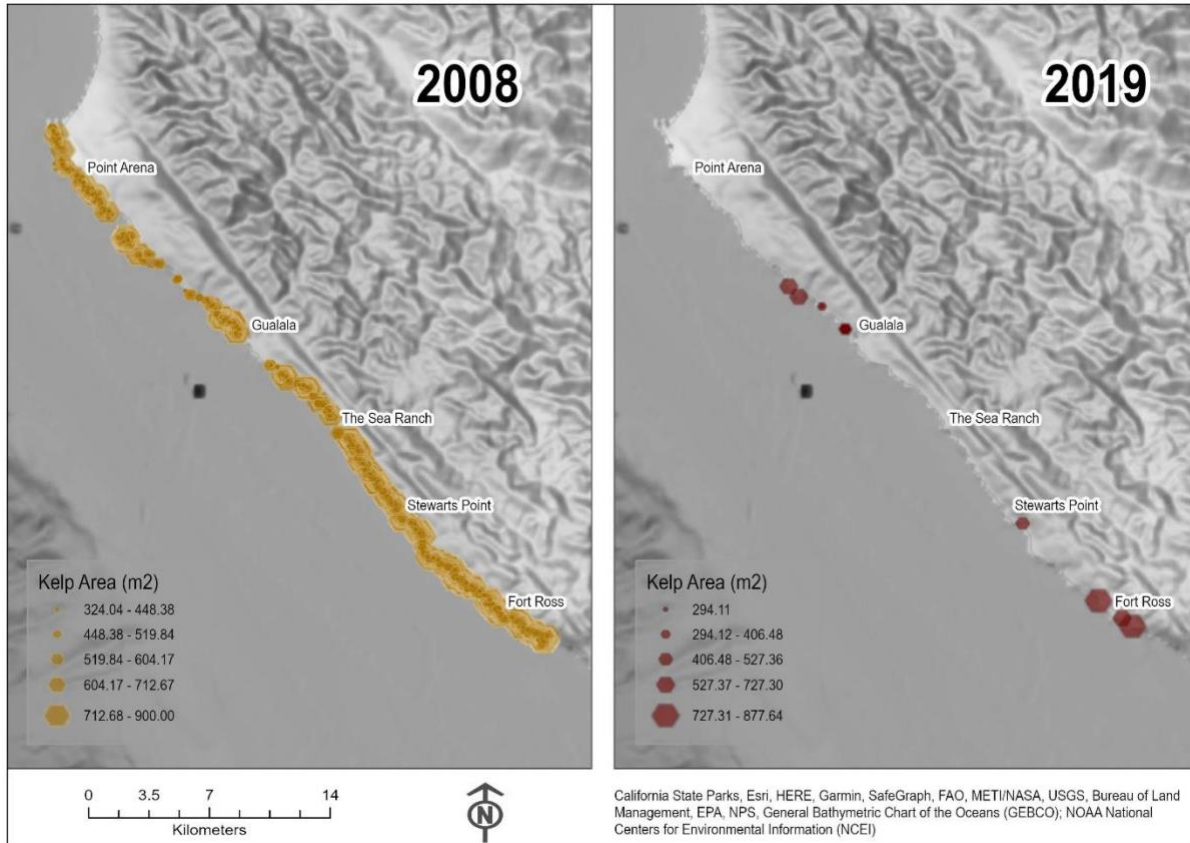 2008
Point Arena
Gualala
The Sea Ranch
Stewarts Point
Fort Ross
Kelp Area (m2)
324.04 - 448.38
448.38 - 519.84
519.84 - 604.17
604.17 - 712.67
712.68 - 900.00
2019
Point Arena
Gualala
The Sea Ranch
Stewarts Point
Fort Ross
Kelp Area (m2)
294.11
294.12 - 406.48
406.48 - 527.36
527.37 - 727.30
727.31 - 877.64
0 3.5 7 14
Kilometers
N
California State Parks, Esri, HERE, Garmin, SafeGraph, FAO, METI/NASA, USGS, Bureau of Land
Management, EPA, NPS, General Bathymetric Chart of the Oceans (GEBCO); NOAA National
Centers for Environmental Information (NCEI)